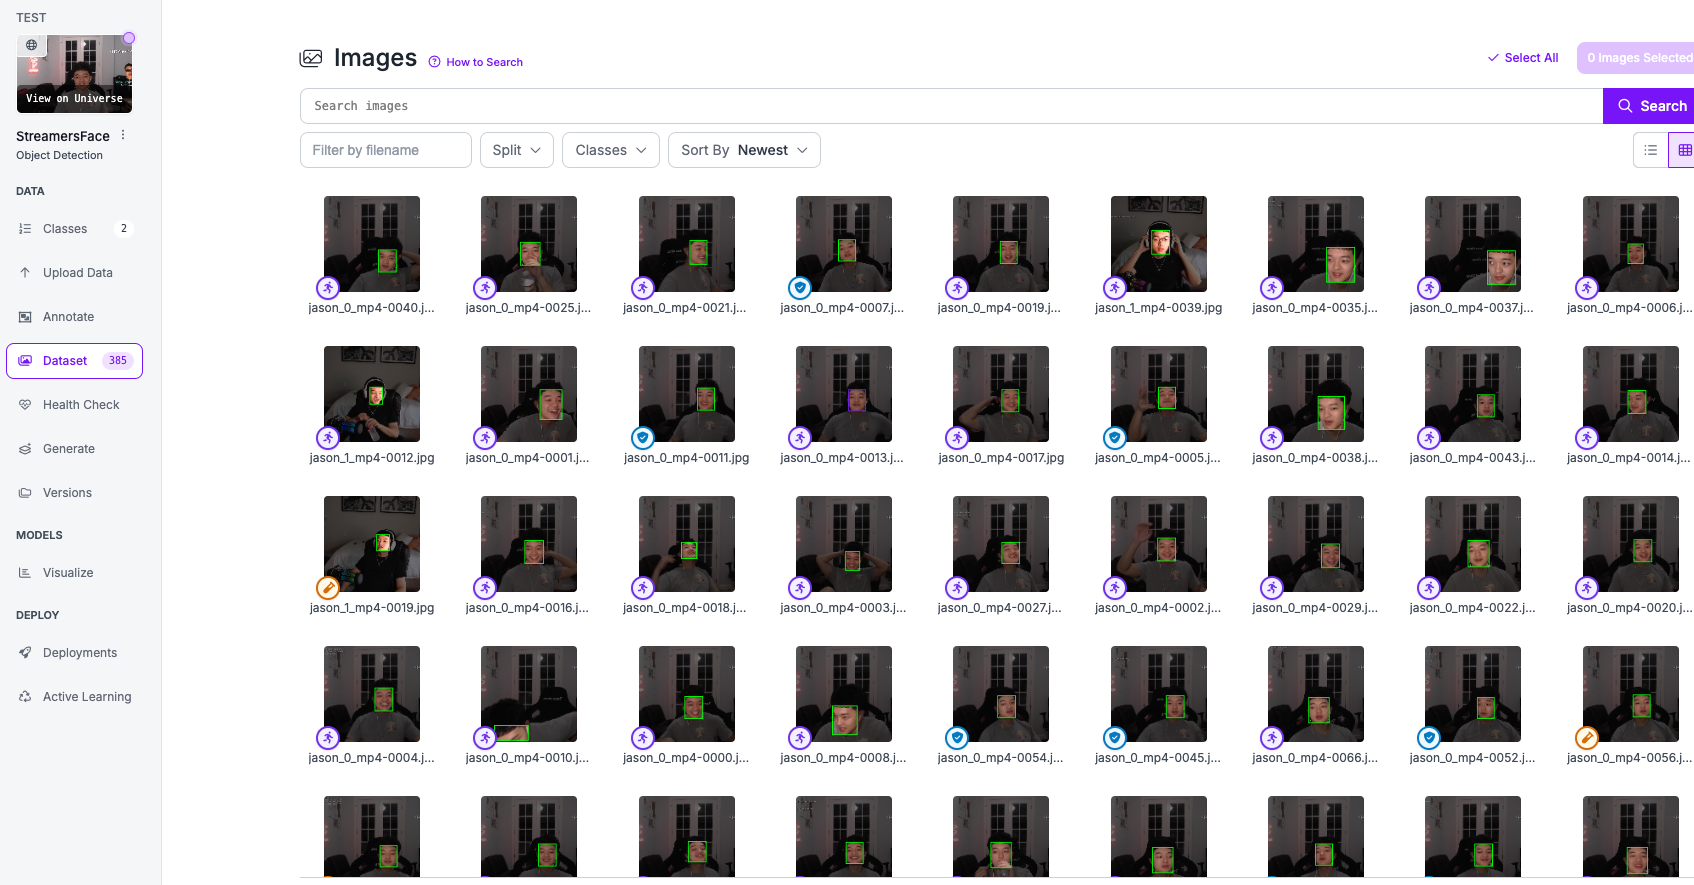 TEST
View on Universe
StreamersFace
Object Detection
DATA
Classes 2
Upload Data
Annotate
Dataset 385
Health Check
Generate
Versions
MODELS
Visualize
DEPLOY
Deployments
Active Learning
Images
How to Search
Select All
0 Images Selected
Search images
Search
Filter by filename
Split
Classes
Sort By Newest
jason_0_mp4-0040.j...
jason_0_mp4-0025.j...
jason_0_mp4-0021.j...
jason_0_mp4-0007.j...
jason_0_mp4-0019.j...
jason_1_mp4-0039.jpg
jason_0_mp4-0035.j...
jason_0_mp4-0037.j...
jason_0_mp4-0006.j...
jason_1_mp4-0012.jpg
jason_0_mp4-0001.j...
jason_0_mp4-0011.jpg
jason_0_mp4-0013.j...
jason_0_mp4-0017.jpg
jason_0_mp4-0005.j...
jason_0_mp4-0038.j...
jason_0_mp4-0043.j...
jason_0_mp4-0014.j...
jason_1_mp4-0019.jpg
jason_0_mp4-0016.j...
jason_0_mp4-0018.j...
jason_0_mp4-0003.j...
jason_0_mp4-0027.j...
jason_0_mp4-0002.j...
jason_0_mp4-0029.j...
jason_0_mp4-0022.j...
jason_0_mp4-0020.j...
jason_0_mp4-0004.j...
jason_0_mp4-0010.j...
jason_0_mp4-0000.j...
jason_0_mp4-0008.j...
jason_0_mp4-0054.j...
jason_0_mp4-0045.j...
jason_0_mp4-0066.j...
jason_0_mp4-0052.j...
jason_0_mp4-0056.j...